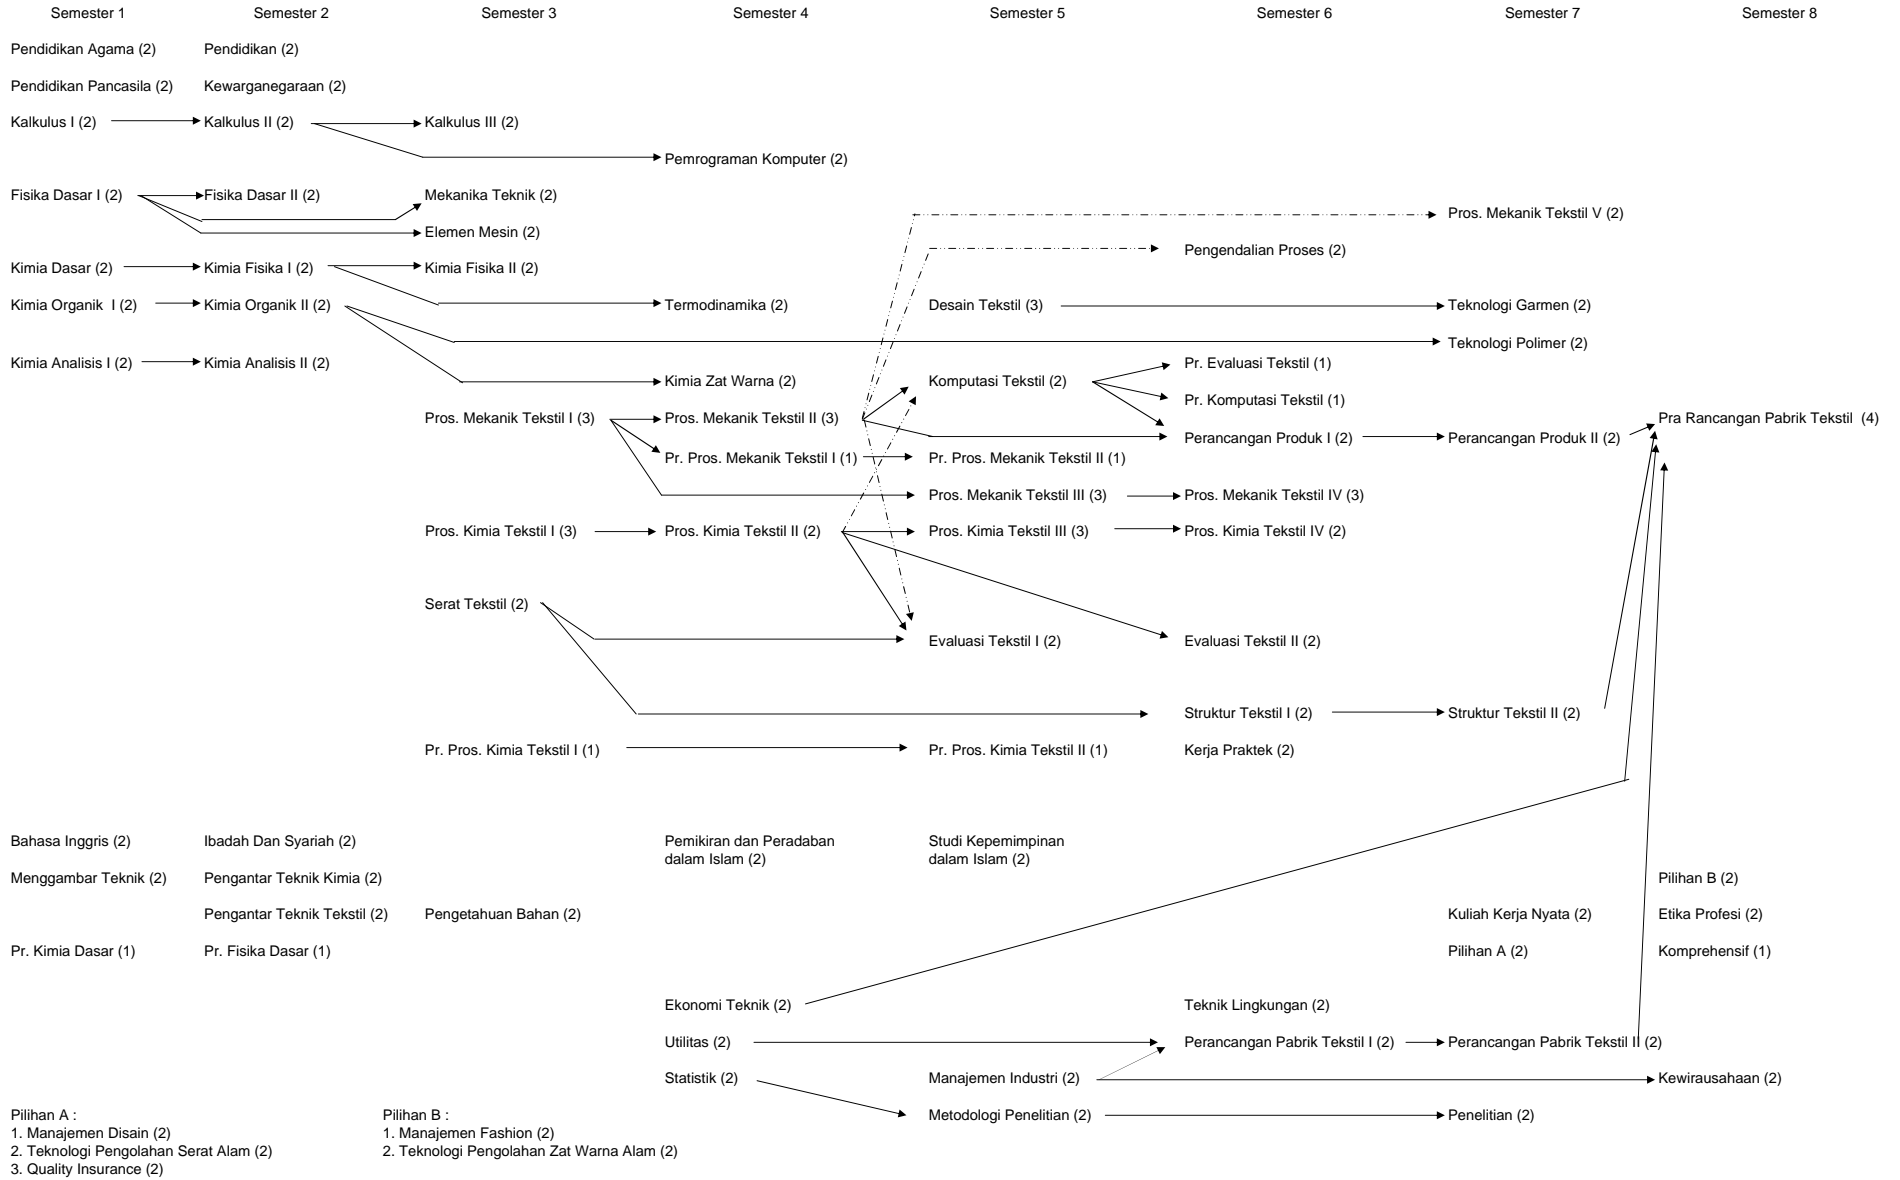 Semester 1 Semester 2 Semester 3 Semester 4 Semester 5 Semester 6 Semester 7 Semester 8
Pendidikan Agama (2) Pendidikan (2)
Pendidikan Pancasila (2) Kewarganegaraan (2)
Kalkulus I (2) Kalkulus II (2) Kalkulus III (2)
Pemrograman Komputer (2)
Fisika Dasar I (2) Fisika Dasar II (2) Mekanika Teknik (2)
Pros. Mekanik Tekstil V (2)
Elemen Mesin (2)
Pengendalian Proses (2)
Kimia Dasar (2) Kimia Fisika I (2) Kimia Fisika II (2)
Kimia Organik I (2) Kimia Organik II (2) Termodinamika (2) Desain Tekstil (3) Teknologi Garmen (2)
Teknologi Polimer (2)
Kimia Analisis I (2) Kimia Analisis II (2) Pr. Evaluasi Tekstil (1)
Kimia Zat Warna (2) Komputasi Tekstil (2)
Pr. Komputasi Tekstil (1)
Pros. Mekanik Tekstil I (3) Pros. Mekanik Tekstil II (3) Pra Rancangan Pabrik Tekstil (4)
Perancangan Produk I (2) Perancangan Produk II (2)
Pr. Pros. Mekanik Tekstil I (1) Pr. Pros. Mekanik Tekstil II (1)
Pros. Mekanik Tekstil III (3) Pros. Mekanik Tekstil IV (3)
Pros. Kimia Tekstil I (3) Pros. Kimia Tekstil II (2) Pros. Kimia Tekstil III (3) Pros. Kimia Tekstil IV (2)
Serat Tekstil (2)
Evaluasi Tekstil I (2) Evaluasi Tekstil II (2)
Struktur Tekstil I (2) Struktur Tekstil II (2)
Pr. Pros. Kimia Tekstil I (1) Pr. Pros. Kimia Tekstil II (1) Kerja Praktek (2)
Bahasa Inggris (2) Ibadah Dan Syariah (2) Pemikiran dan Peradaban Studi Kepemimpinan
dalam Islam (2) dalam Islam (2)
Menggambar Teknik (2) Pengantar Teknik Kimia (2) Pilihan B (2)
Pengantar Teknik Tekstil (2) Pengetahuan Bahan (2) Kuliah Kerja Nyata (2) Etika Profesi (2)
Pr. Kimia Dasar (1) Pr. Fisika Dasar (1) Pilihan A (2) Komprehensif (1)
Ekonomi Teknik (2) Teknik Lingkungan (2)
Utilitas (2) Perancangan Pabrik Tekstil I (2) Perancangan Pabrik Tekstil II (2)
Statistik (2) Manajemen Industri (2) Kewirausahaan (2)
Metodologi Penelitian (2) Penelitian (2)
Pilihan A : Pilihan B :
1. Manajemen Disain (2) 1. Manajemen Fashion (2)
2. Teknologi Pengolahan Serat Alam (2) 2. Teknologi Pengolahan Zat Warna Alam (2)
3. Quality Insurance (2)